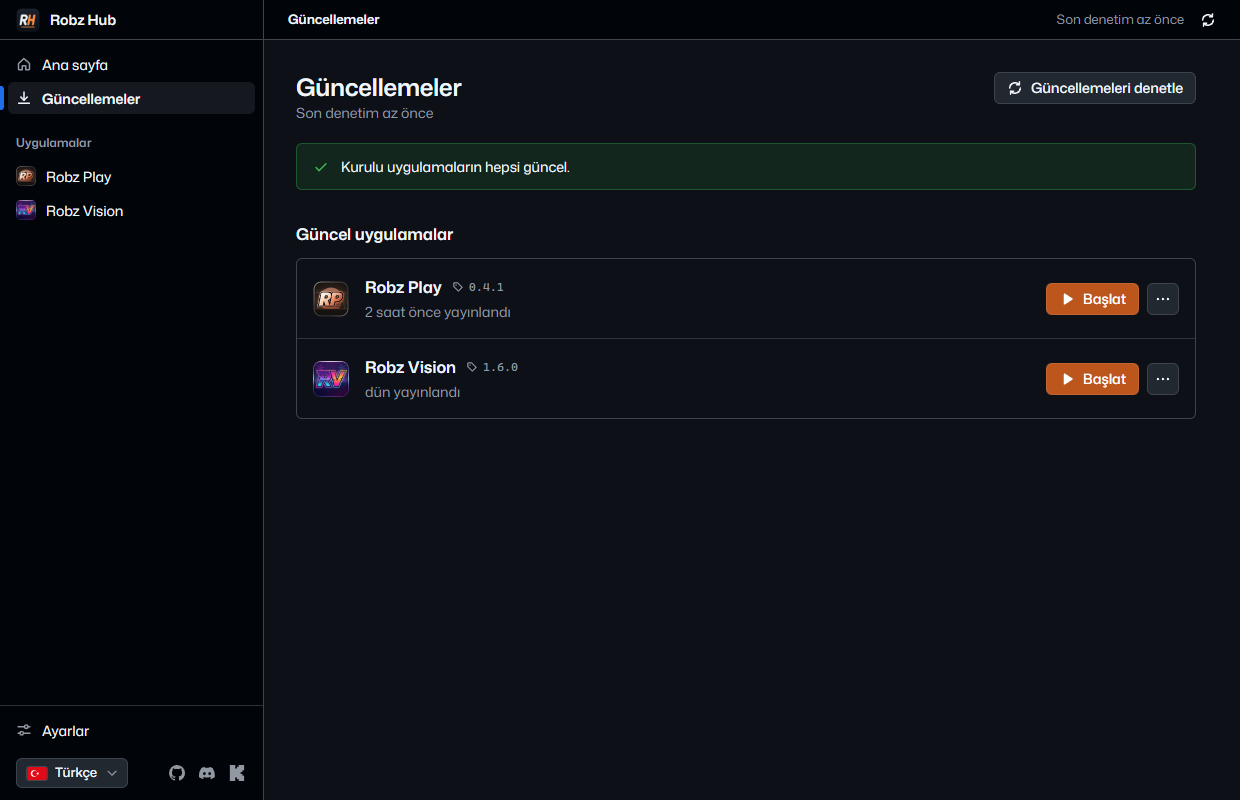 RH Robz Hub
Güncellemeler
Son denetim az önce
Ana sayfa
Güncellemeler
Uygulamalar
RP Robz Play
RV Robz Vision
Güncellemeler
Son denetim az önce
Güncellemeleri denetle
Kurulu uygulamaların hepsi güncel.
Güncel uygulamalar
RP
Robz Play 0.4.1
2 saat önce yayınlandı
Başlat
RV
Robz Vision 1.6.0
dün yayınlandı
Başlat
Ayarlar
Türkçe